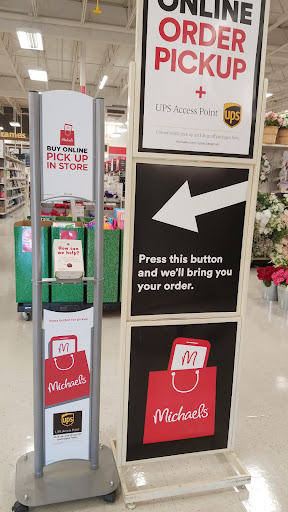 BUY ONLINE
PICK UP
IN STORE
Michaels
How can
we help?
Michaels
ups
ONLINE
ORDER
PICKUP
+
UPS Access Point
ups
Press this button
and we'll bring you
your order.
Michaels